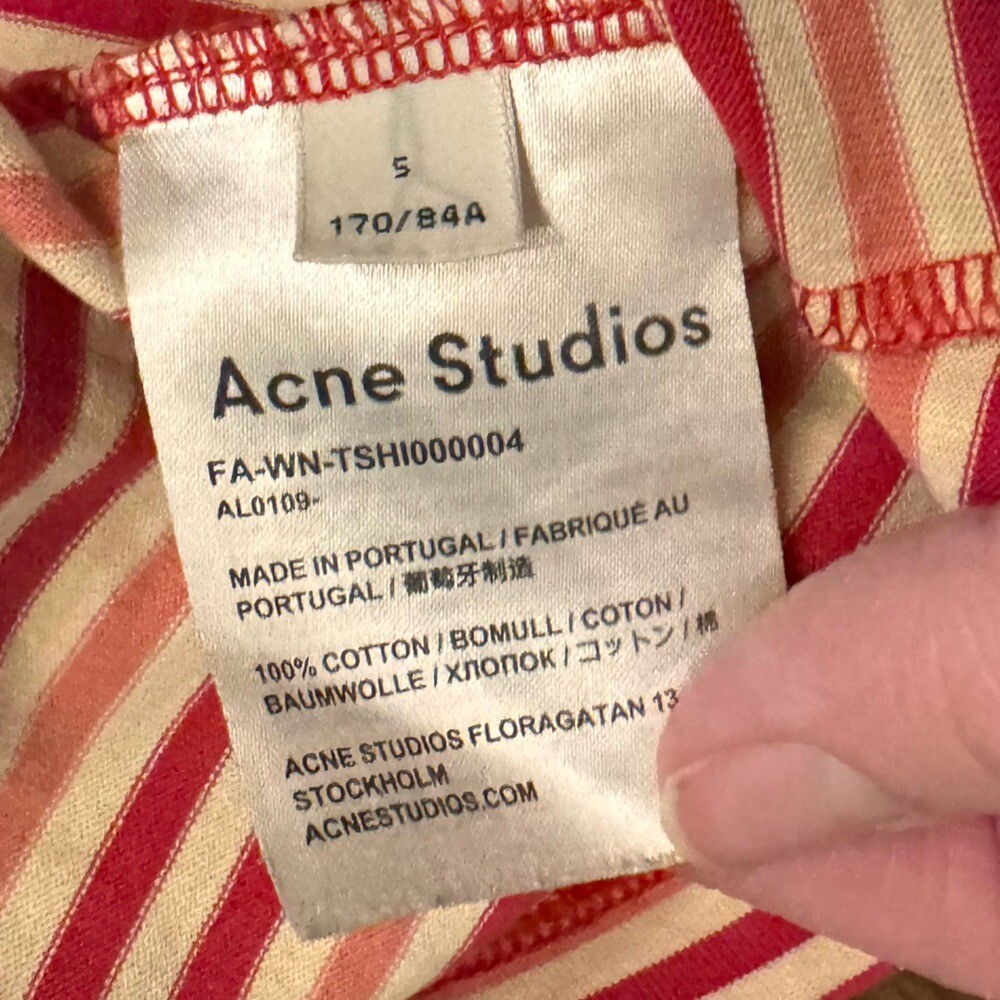 S
170/84A
Acne Studios
FA-WN-TSHI000004
AL0109-
MADE IN PORTUGAL / FABRIQUÉ AU
PORTUGAL / 葡萄牙制造
100% COTTON / BOMULL / COTON /
BAUMWOLLE / ХЛОПОК / コットン / 棉
ACNE STUDIOS FLORAGATAN 13
STOCKHOLM
ACNESTUDIOS.COM